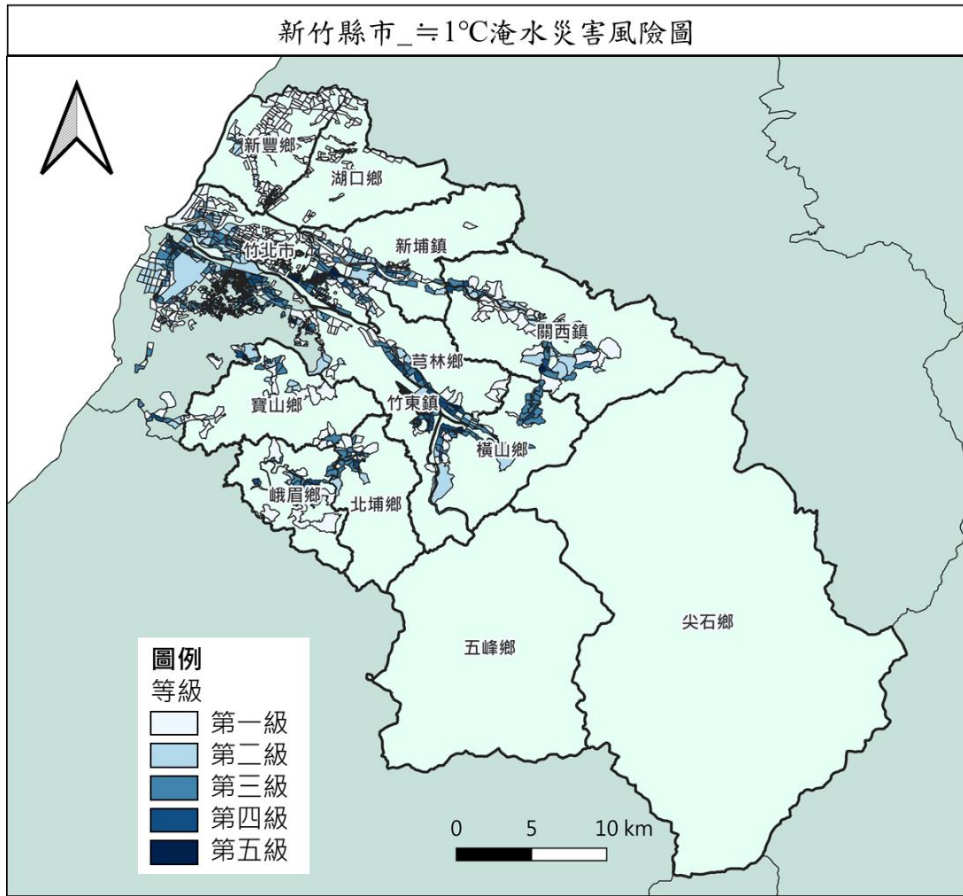 新竹縣市_≒1℃淹水災害風險圖
新豐鄉
湖口鄉
新埔鎮
竹北市
關西鎮
芎林鄉
寶山鄉
竹東鎮
橫山鄉
峨眉鄉
北埔鄉
尖石鄉
五峰鄉
圖例
等級
第一級
第二級
第三級
第四級
第五級
0 5 10 km